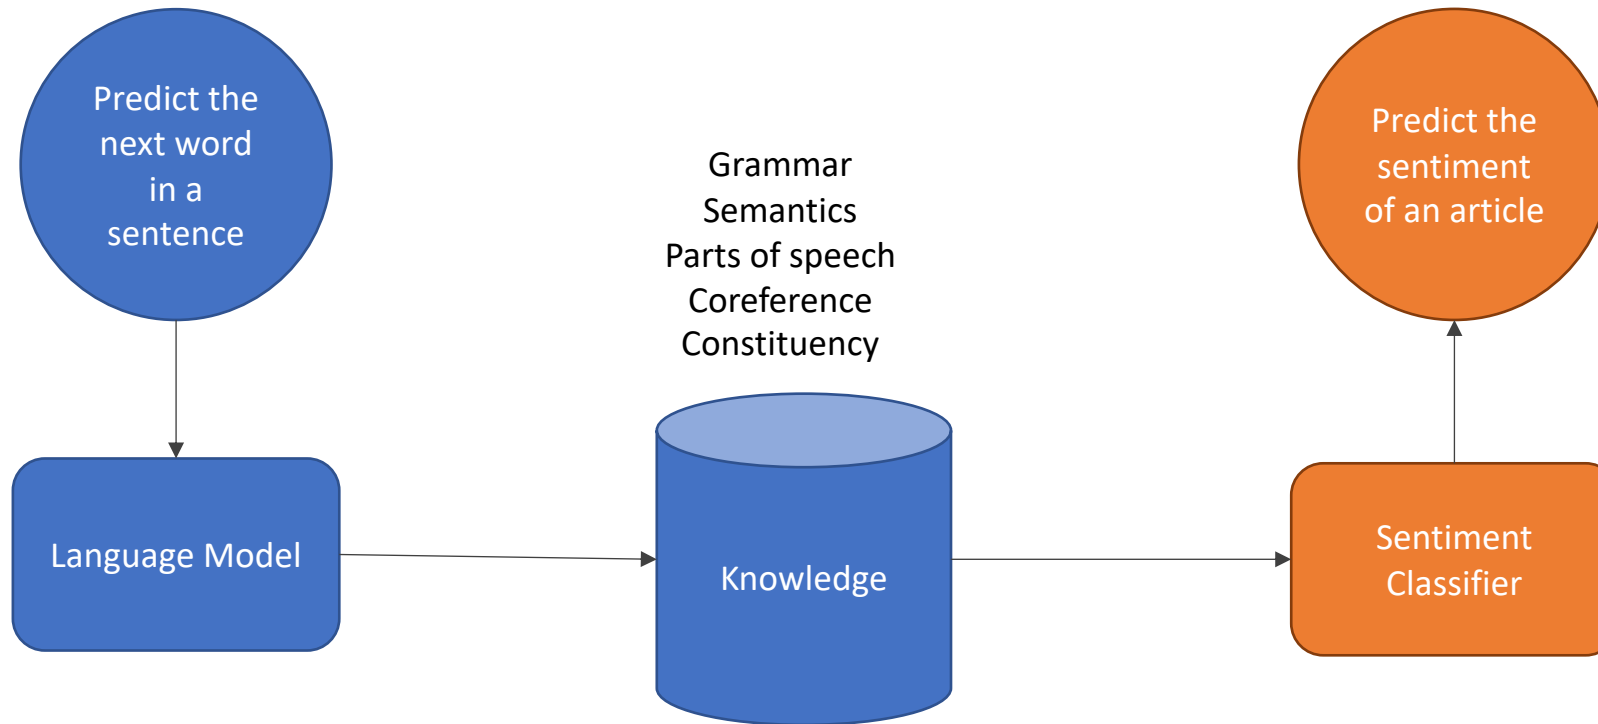 Predict the
next word
in a
sentence
Grammar
Semantics
Parts of speech
Coreference
Constituency
Predict the
sentiment
of an article
Language Model
Knowledge
Sentiment
Classifier